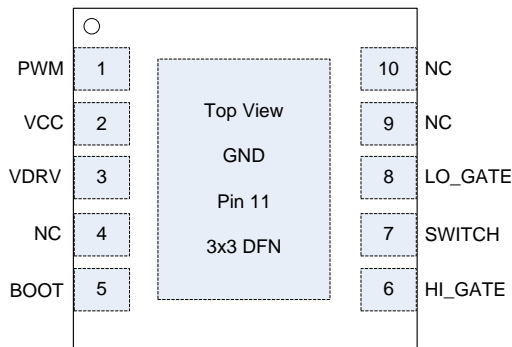 PWM 1
VCC 2
VDRV 3
NC 4
BOOT 5
Top View
GND
Pin 11
3x3 DFN
10 NC
9 NC
8 LO_GATE
7 SWITCH
6 HI_GATE